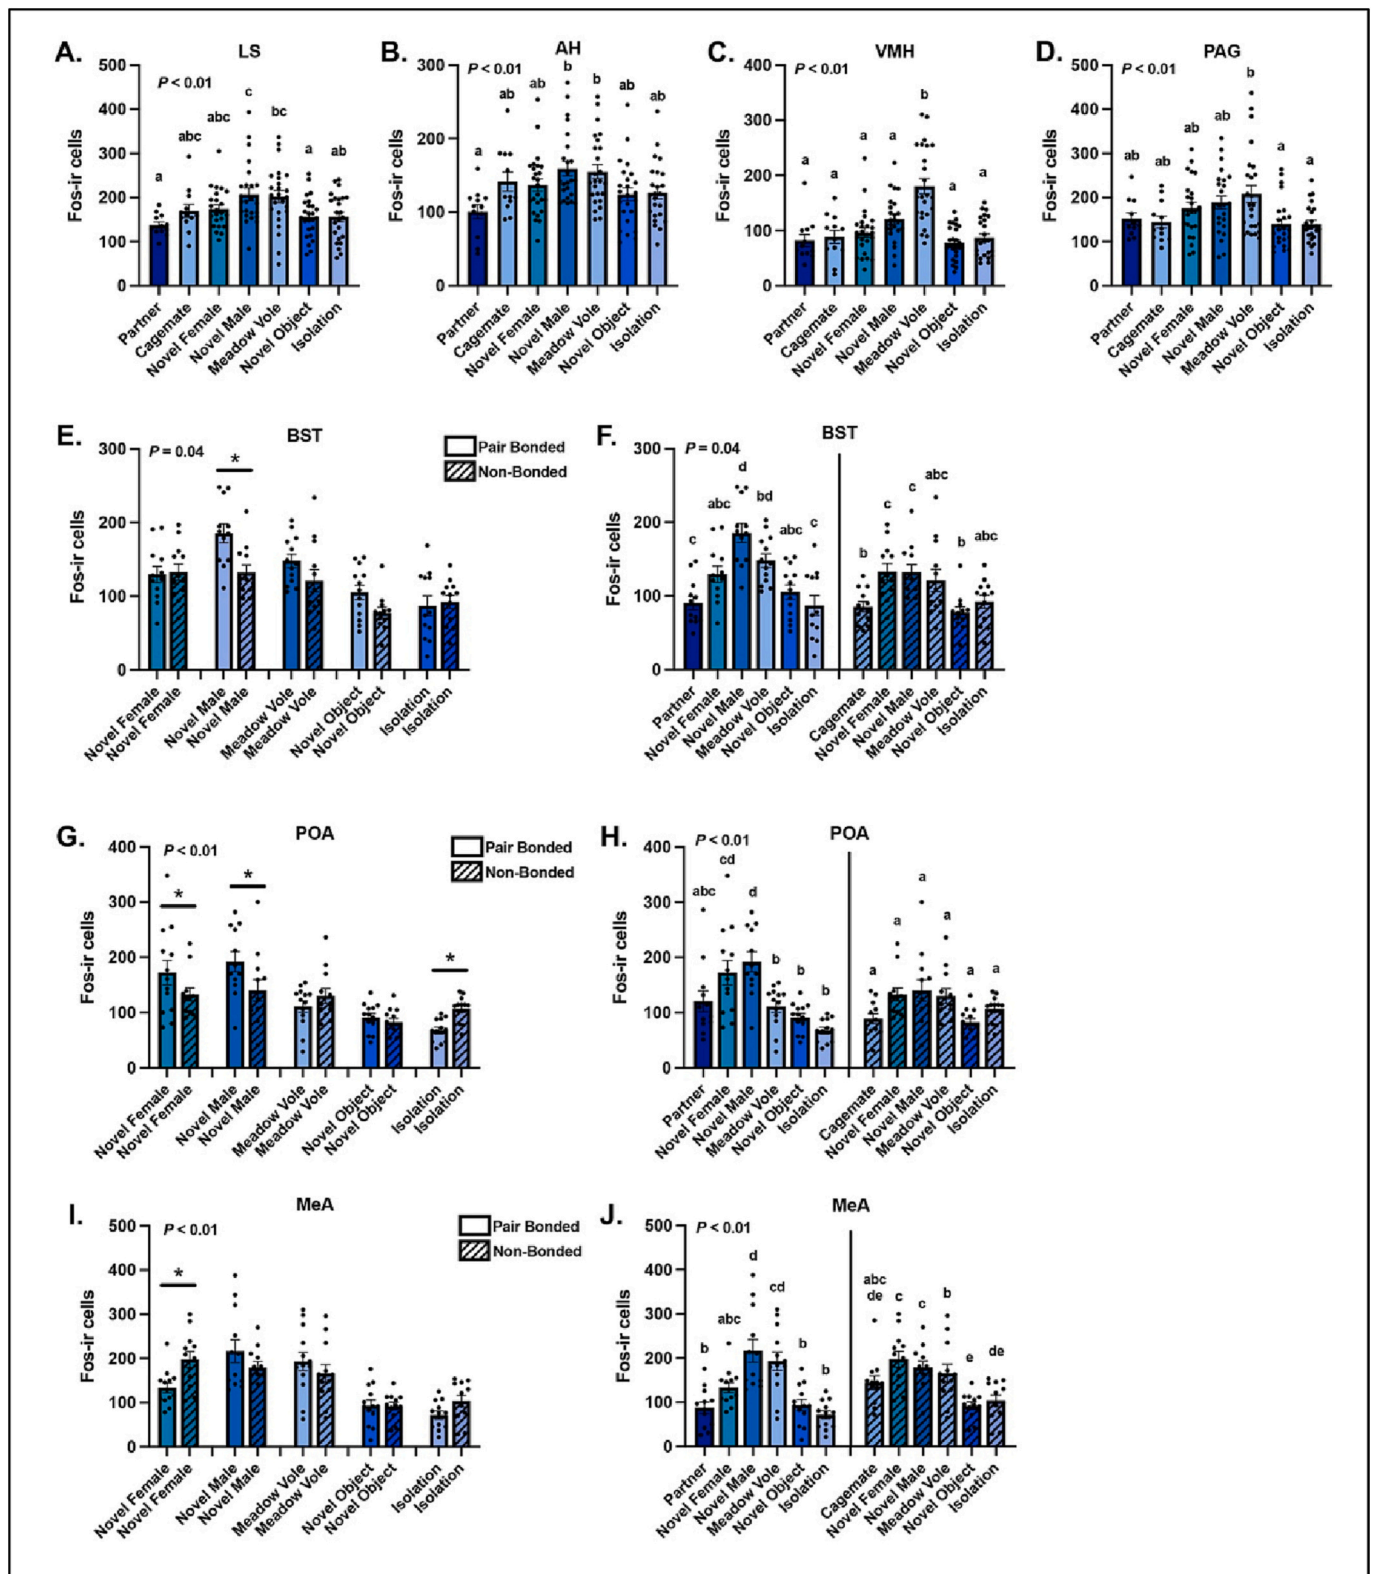 A.
LS
500
400
300
200
100
0
Fos-ir cells
P < 0.01
a
abc
abc
c
bc
a
ab
Partner
Cagemate
Novel Female
Novel Male
Meadow Vole
Novel Object
Isolation
B.
AH
300
200
100
0
Fos-ir cells
P < 0.01
a
ab
ab
b
b
ab
ab
Partner
Cagemate
Novel Female
Novel Male
Meadow Vole
Novel Object
Isolation
C.
VMH
400
300
200
100
0
Fos-ir cells
P < 0.01
a
a
a
a
b
a
a
Partner
Cagemate
Novel Female
Novel Male
Meadow Vole
Novel Object
Isolation
D.
PAG
500
400
300
200
100
0
Fos-ir cells
P < 0.01
ab
ab
ab
ab
b
a
a
Partner
Cagemate
Novel Female
Novel Male
Meadow Vole
Novel Object
Isolation
E.
BST
300
200
100
0
Fos-ir cells
P = 0.04
*
Pair Bonded
Non-Bonded
Novel Female
Novel Female
Novel Male
Novel Male
Meadow Vole
Meadow Vole
Novel Object
Novel Object
Isolation
Isolation
F.
BST
300
200
100
0
Fos-ir cells
P = 0.04
c
abc
d
bd
abc
c
b
c
c
abc
b
abc
Partner
Novel Female
Novel Male
Meadow Vole
Novel Object
Isolation
Cagemate
Novel Female
Novel Male
Meadow Vole
Novel Object
Isolation
G.
POA
400
300
200
100
0
Fos-ir cells
P < 0.01
*
*
*
Pair Bonded
Non-Bonded
Novel Female
Novel Female
Novel Male
Novel Male
Meadow Vole
Meadow Vole
Novel Object
Novel Object
Isolation
Isolation
H.
POA
400
300
200
100
0
Fos-ir cells
P < 0.01
abc
cd
d
b
b
b
a
a
a
a
a
a
Partner
Novel Female
Novel Male
Meadow Vole
Novel Object
Isolation
Cagemate
Novel Female
Novel Male
Meadow Vole
Novel Object
Isolation
I.
MeA
500
400
300
200
100
0
Fos-ir cells
P < 0.01
*
Pair Bonded
Non-Bonded
Novel Female
Novel Female
Novel Male
Novel Male
Meadow Vole
Meadow Vole
Novel Object
Novel Object
Isolation
Isolation
J.
MeA
500
400
300
200
100
0
Fos-ir cells
P < 0.01
b
abc
d
cd
b
b
abc
de
c
c
b
e
de
Partner
Novel Female
Novel Male
Meadow Vole
Novel Object
Isolation
Cagemate
Novel Female
Novel Male
Meadow Vole
Novel Object
Isolation